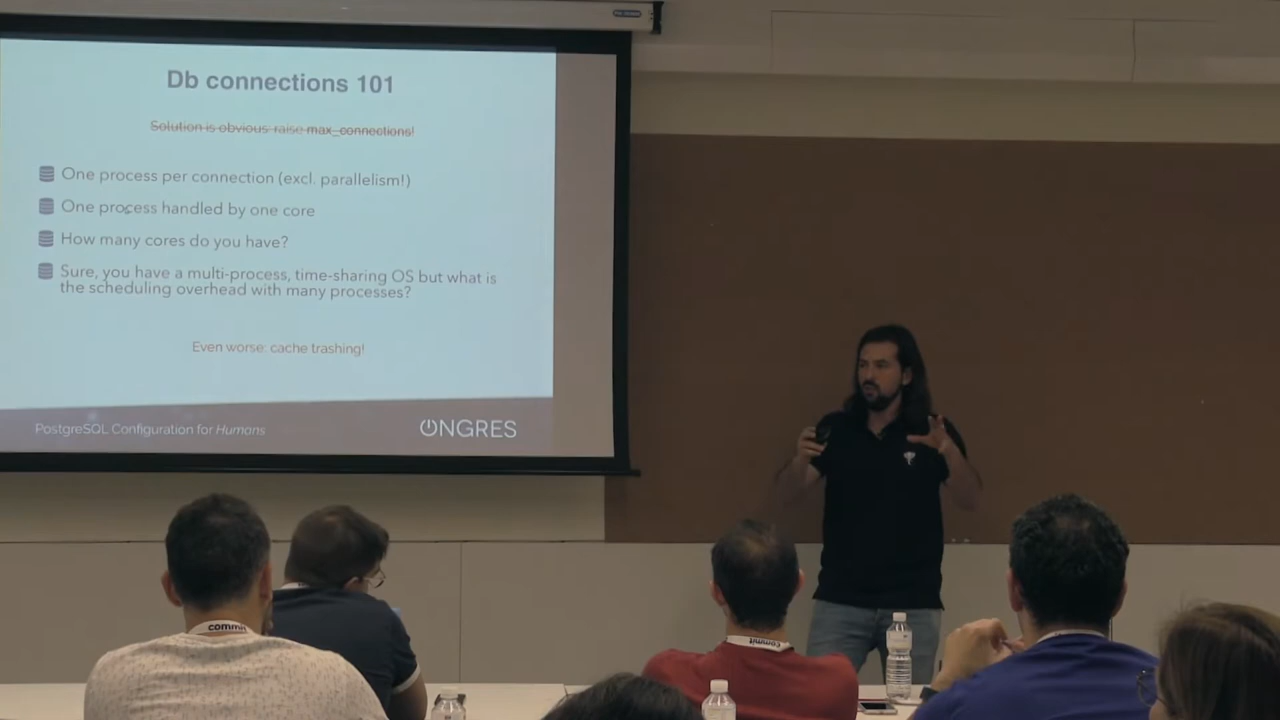 Db connections 101
Solution is obvious: raise max_connections!
One process per connection (excl. parallelism!)
One process handled by one core
How many cores do you have?
Sure, you have a multi-process, time-sharing OS but what is
the scheduling overhead with many processes?
Even worse: cache trashing!
PostgreSQL Configuration for Humans
ONGRES
commit
commit